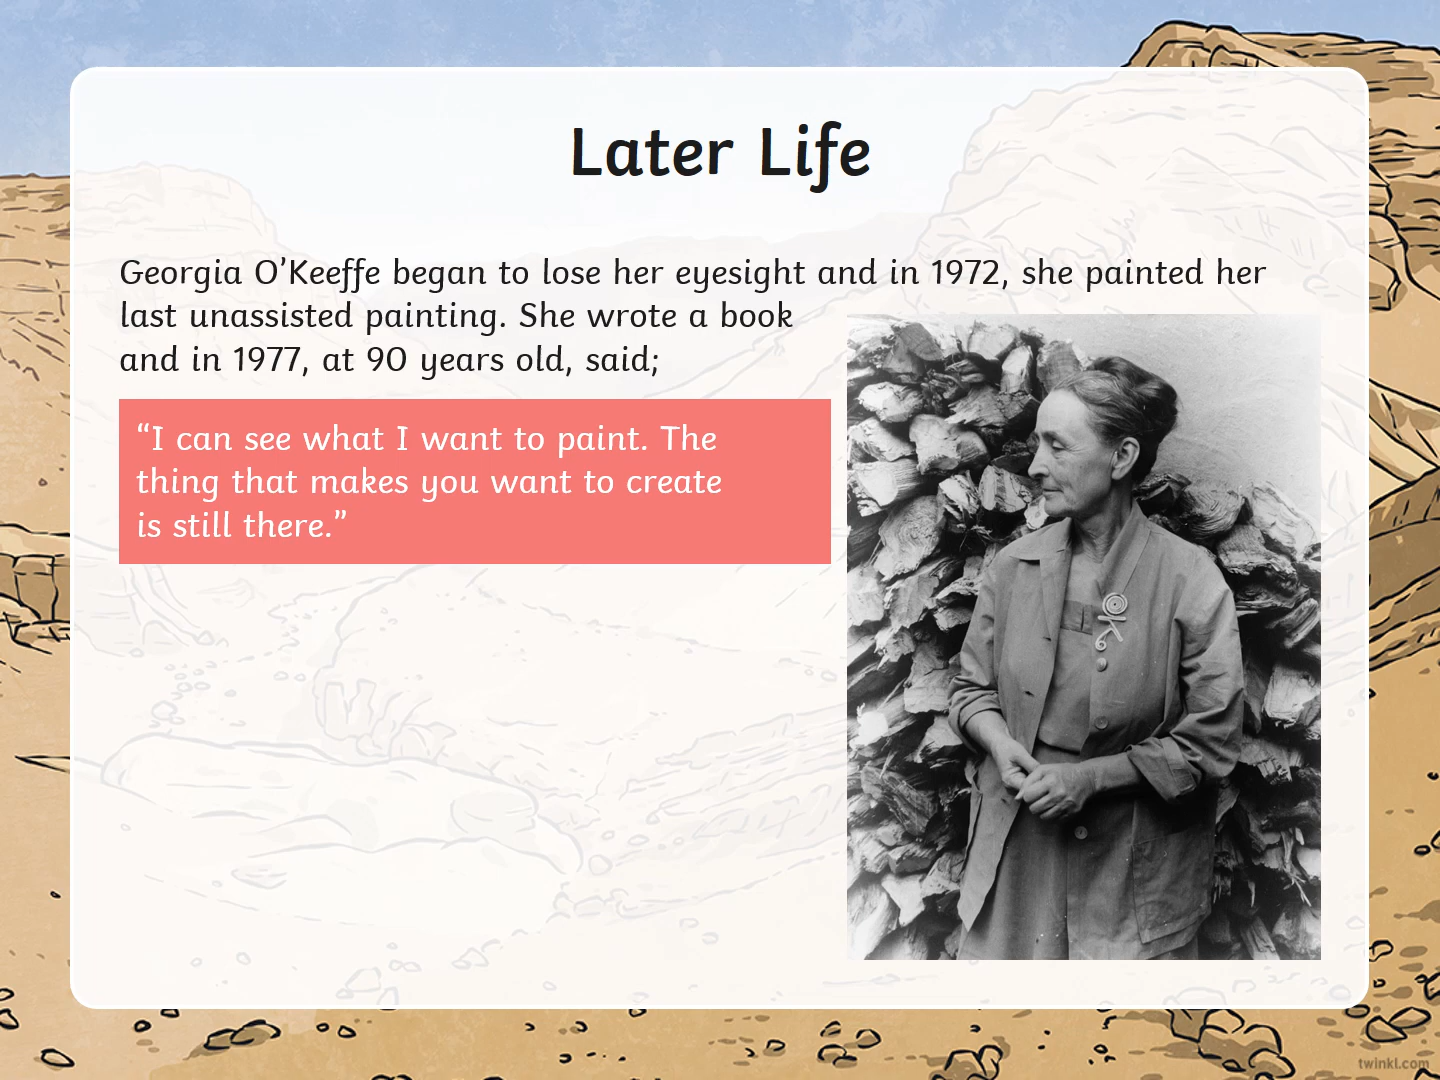 Later Life
Georgia O’Keeffe began to lose her eyesight and in 1972, she painted her
last unassisted painting. She wrote a book
and in 1977, at 90 years old, said;
“I can see what I want to paint. The
thing that makes you want to create
is still there.”
twinkl.com